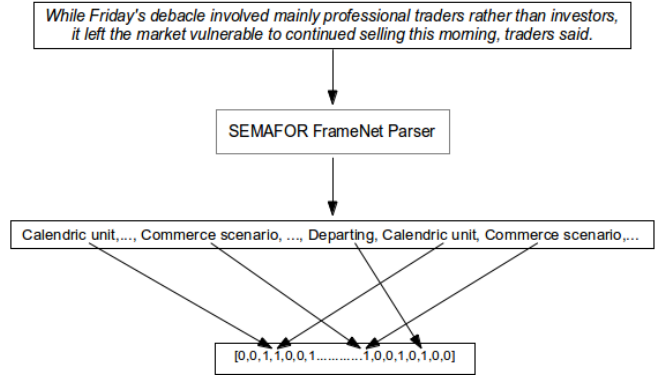 While Friday's debacle involved mainly professional traders rather than investors,
it left the market vulnerable to continued selling this morning, traders said.
SEMAFOR FrameNet Parser
Calendric unit,..., Commerce scenario, ..., Departing, Calendric unit, Commerce scenario,...
[0,0,1,1,0,0,1............1,0,0,1,0,1,0,0]